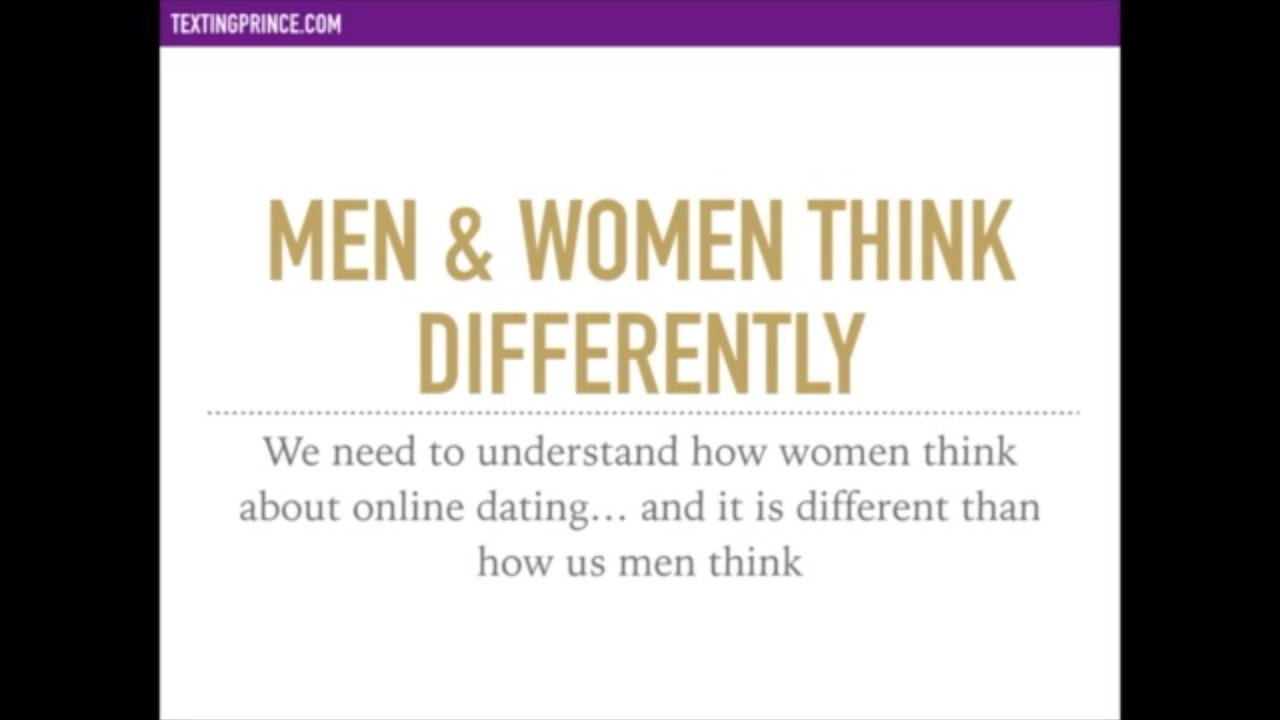 TEXTINGPRINCE.COM
MEN & WOMEN THINK
DIFFERENTLY
We need to understand how women think
about online dating... and it is different than
how us men think